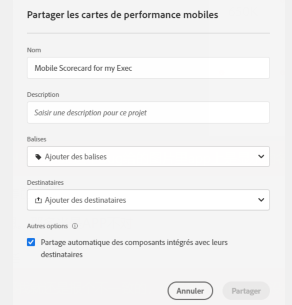 Partager les cartes de performance mobiles
Nom
Mobile Scorecard for my Exec
Description
Saisir une description pour ce projet
Balises
Ajouter des balises
Destinataires
Ajouter des destinataires
Autres options
Partage automatique des composants intégrés avec leurs
destinataires
Annuler Partager